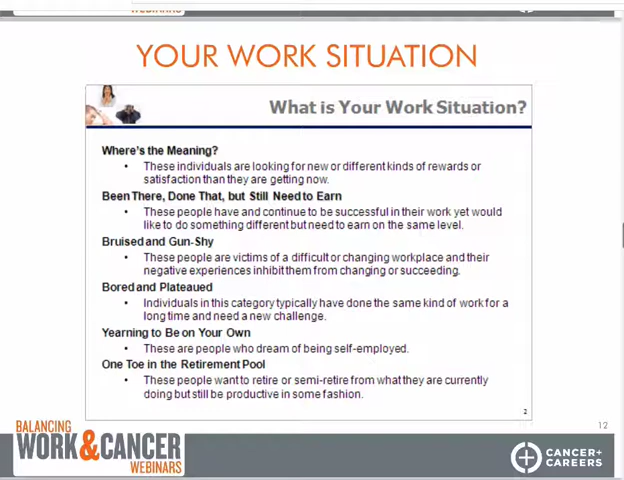 WEBINARS
YOUR WORK SITUATION
What is Your Work Situation?
Where's the Meaning?
• These individuals are looking for new or different kinds of rewards or
satisfaction than they are getting now.
Been There, Done That, but Still Need to Earn
• These people have and continue to be successful in their work yet would
like to do something different but need to earn on the same level.
Bruised and Gun-Shy
• These people are victims of a difficult or changing workplace and their
negative experiences inhibit them from changing or succeeding.
Bored and Plateaued
• Individuals in this category typically have done the same kind of work for a
long time and need a new challenge.
Yearning to Be on Your Own
• These are people who dream of being self-employed.
One Toe in the Retirement Pool
• These people want to retire or semi-retire from what they are currently
doing but still be productive in some fashion.
2
12
BALANCING
WORK & CANCER
WEBINARS
CANCER+
CAREERS